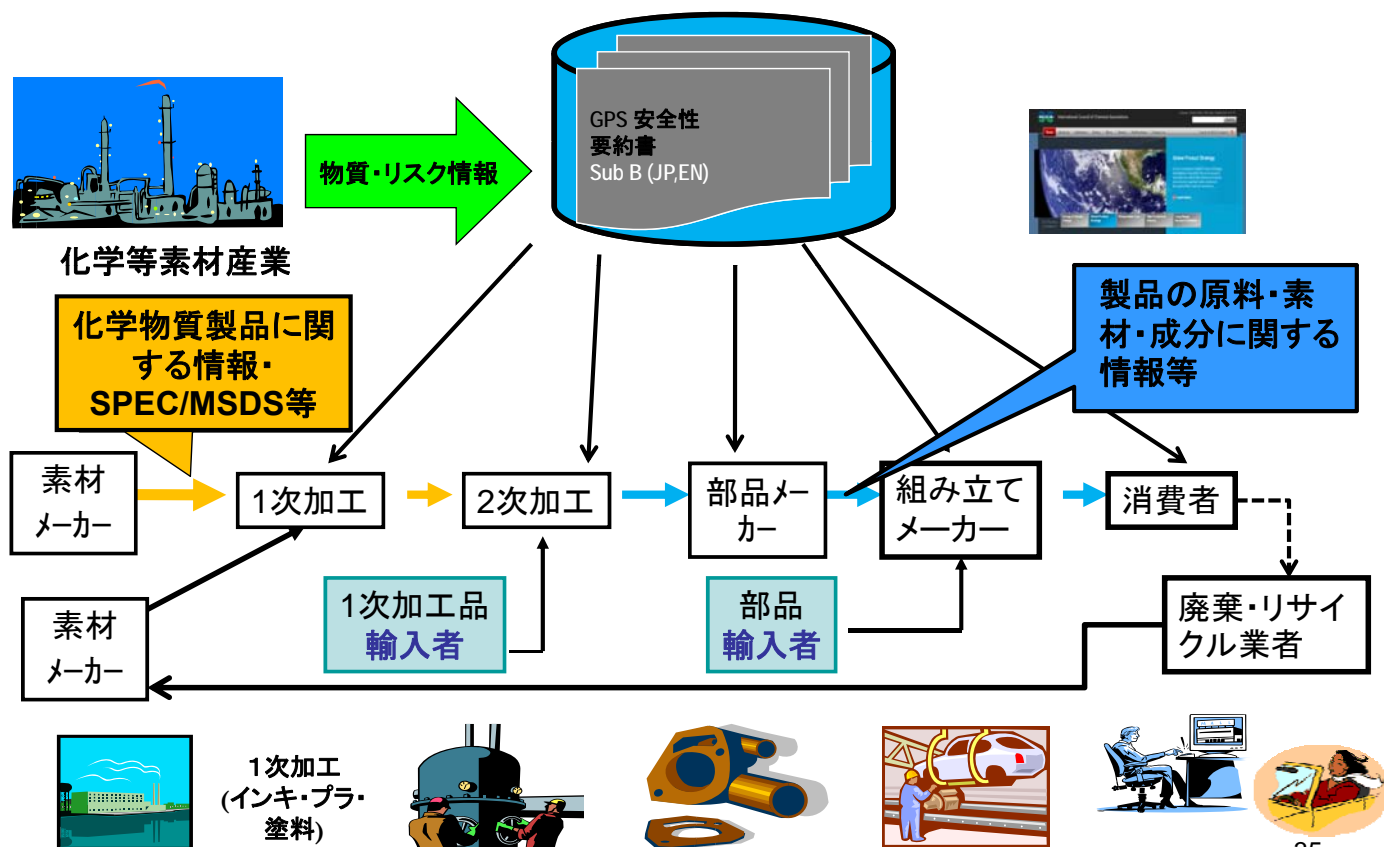 GPS 安全性
要約書
Sub B (JP,EN)
物質・リスク情報
化学等素材産業
化学物質製品に関
する情報・
SPEC/MSDS等
製品の原料・素
材・成分に関する
情報等
素材
メーカー
1次加工
2次加工
部品メー
カー
組み立て
メーカー
消費者
素材
メーカー
1次加工品
輸入者
部品
輸入者
廃棄・リサイ
クル業者
1次加工
(インキ・プラ・
塗料)